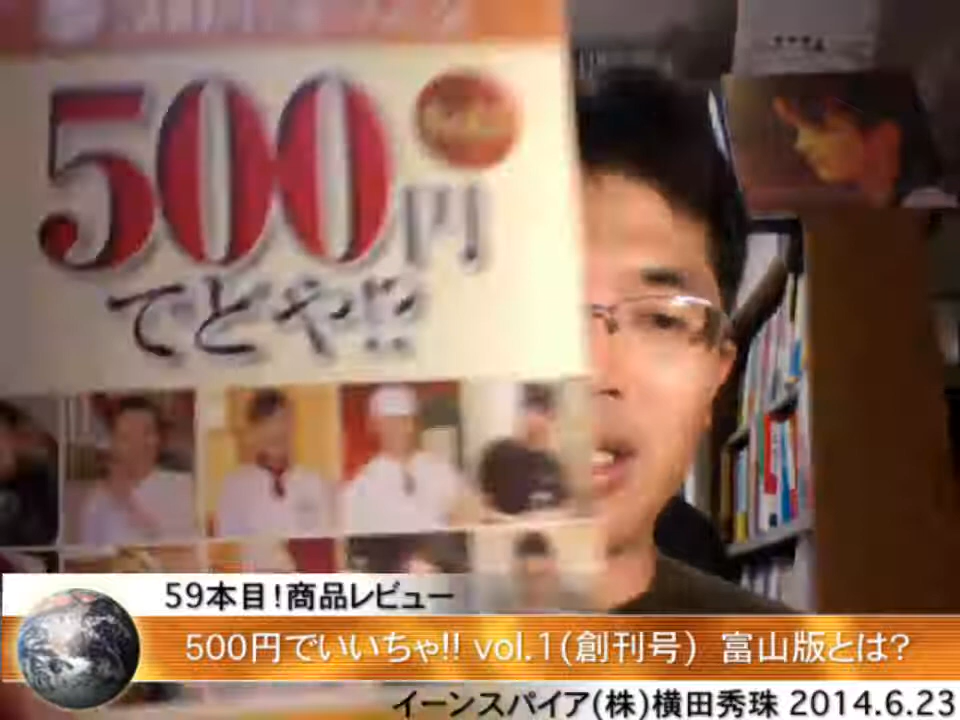 500円
でどや!!
59本目!商品レビュー
500円でいいちゃ!! vol.1(創刊号) 富山版とは?
イーンスパイア(株)横田秀珠 2014.6.23